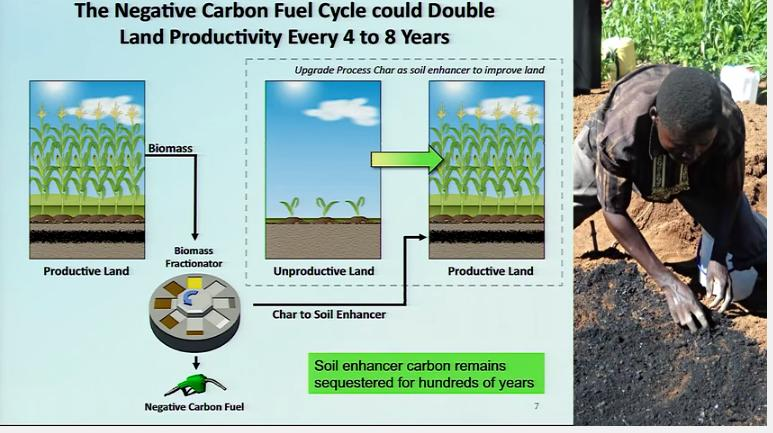 The Negative Carbon Fuel Cycle could Double
Land Productivity Every 4 to 8 Years
Upgrade Process Char as soil enhancer to improve land
Biomass
Productive Land
Unproductive Land
Productive Land
Biomass
Fractionator
Char to Soil Enhancer
Negative Carbon Fuel
Soil enhancer carbon remains
sequestered for hundreds of years
7